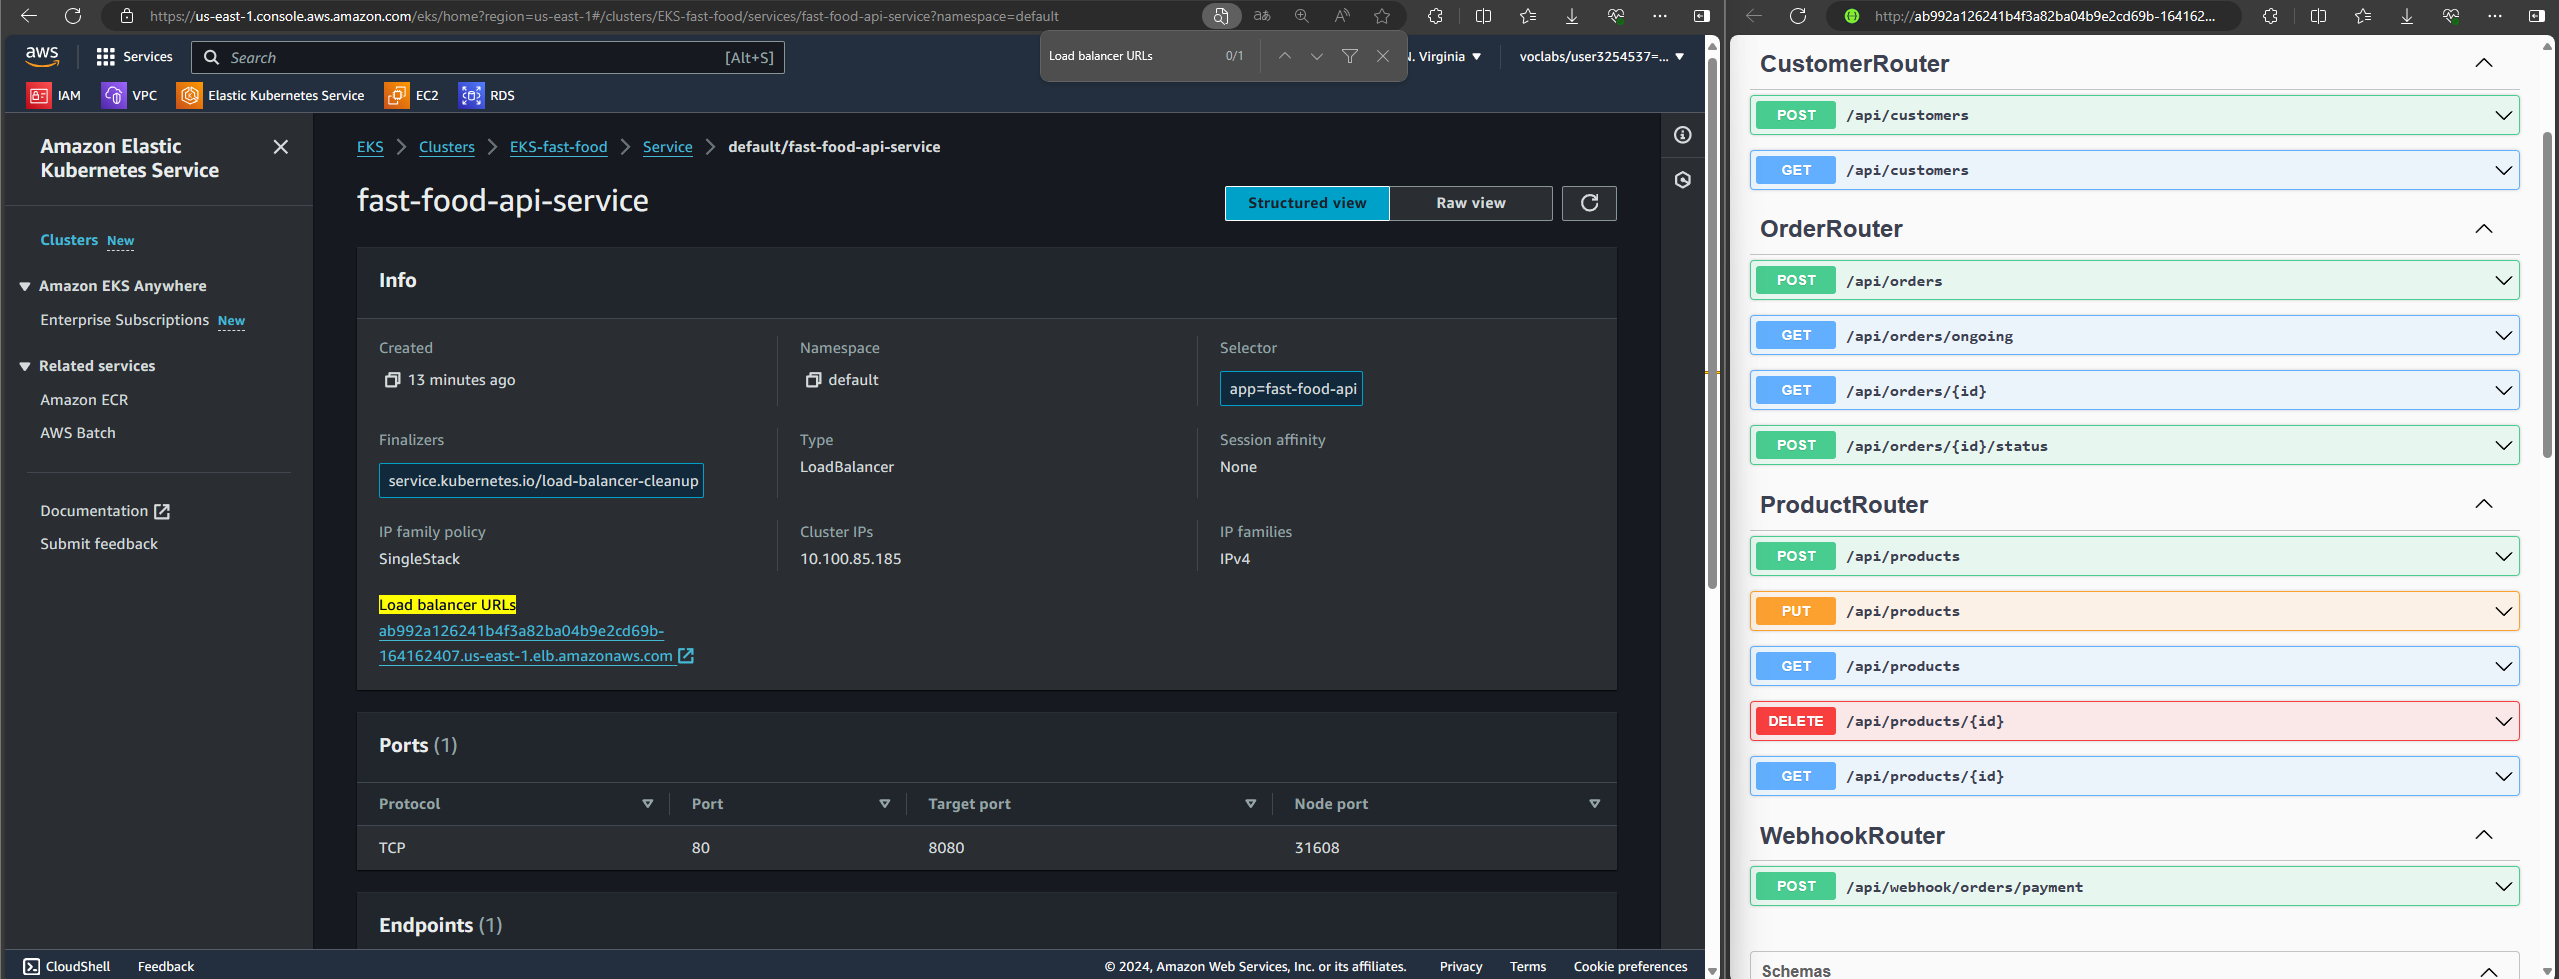 https://us-east-1.console.aws.amazon.com/eks/home?region=us-east-1#/clusters/EKS-fast-food/services/fast-food-api-service?namespace=default
aあ
Load balancer URLs
0/1
aws
Services
Search
[Alt+S]
. Virginia
voclabs/user3254537=...
IAM
VPC
Elastic Kubernetes Service
EC2
RDS
Amazon Elastic
Kubernetes Service
Clusters New
Amazon EKS Anywhere
Enterprise Subscriptions New
Related services
Amazon ECR
AWS Batch
Documentation
Submit feedback
EKS
Clusters
EKS-fast-food
Service
default/fast-food-api-service
fast-food-api-service
Structured view
Raw view
Info
Created
13 minutes ago
Namespace
default
Selector
app=fast-food-api
Finalizers
service.kubernetes.io/load-balancer-cleanup
Type
LoadBalancer
Session affinity
None
IP family policy
SingleStack
Cluster IPs
10.100.85.185
IP families
IPv4
Load balancer URLs
ab992a126241b4f3a82ba04b9e2cd69b-
164162407.us-east-1.elb.amazonaws.com
Ports (1)
Protocol
Port
Target port
Node port
TCP
80
8080
31608
Endpoints (1)
CloudShell
Feedback
© 2024, Amazon Web Services, Inc. or its affiliates.
Privacy
Terms
Cookie preferences
http://ab992a126241b4f3a82ba04b9e2cd69b-164162...
CustomerRouter
POST /api/customers
GET /api/customers
OrderRouter
POST /api/orders
GET /api/orders/ongoing
GET /api/orders/{id}
POST /api/orders/{id}/status
ProductRouter
POST /api/products
PUT /api/products
GET /api/products
DELETE /api/products/{id}
GET /api/products/{id}
WebhookRouter
POST /api/webhook/orders/payment
Schemas